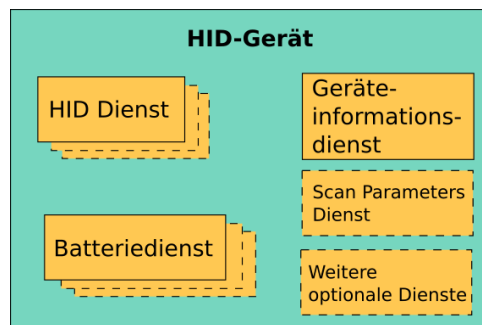 HID-Gerät
HID Dienst
Geräte-
informations-
dienst
Scan Parameters
Dienst
Batteriedienst
Weitere
optionale Dienste